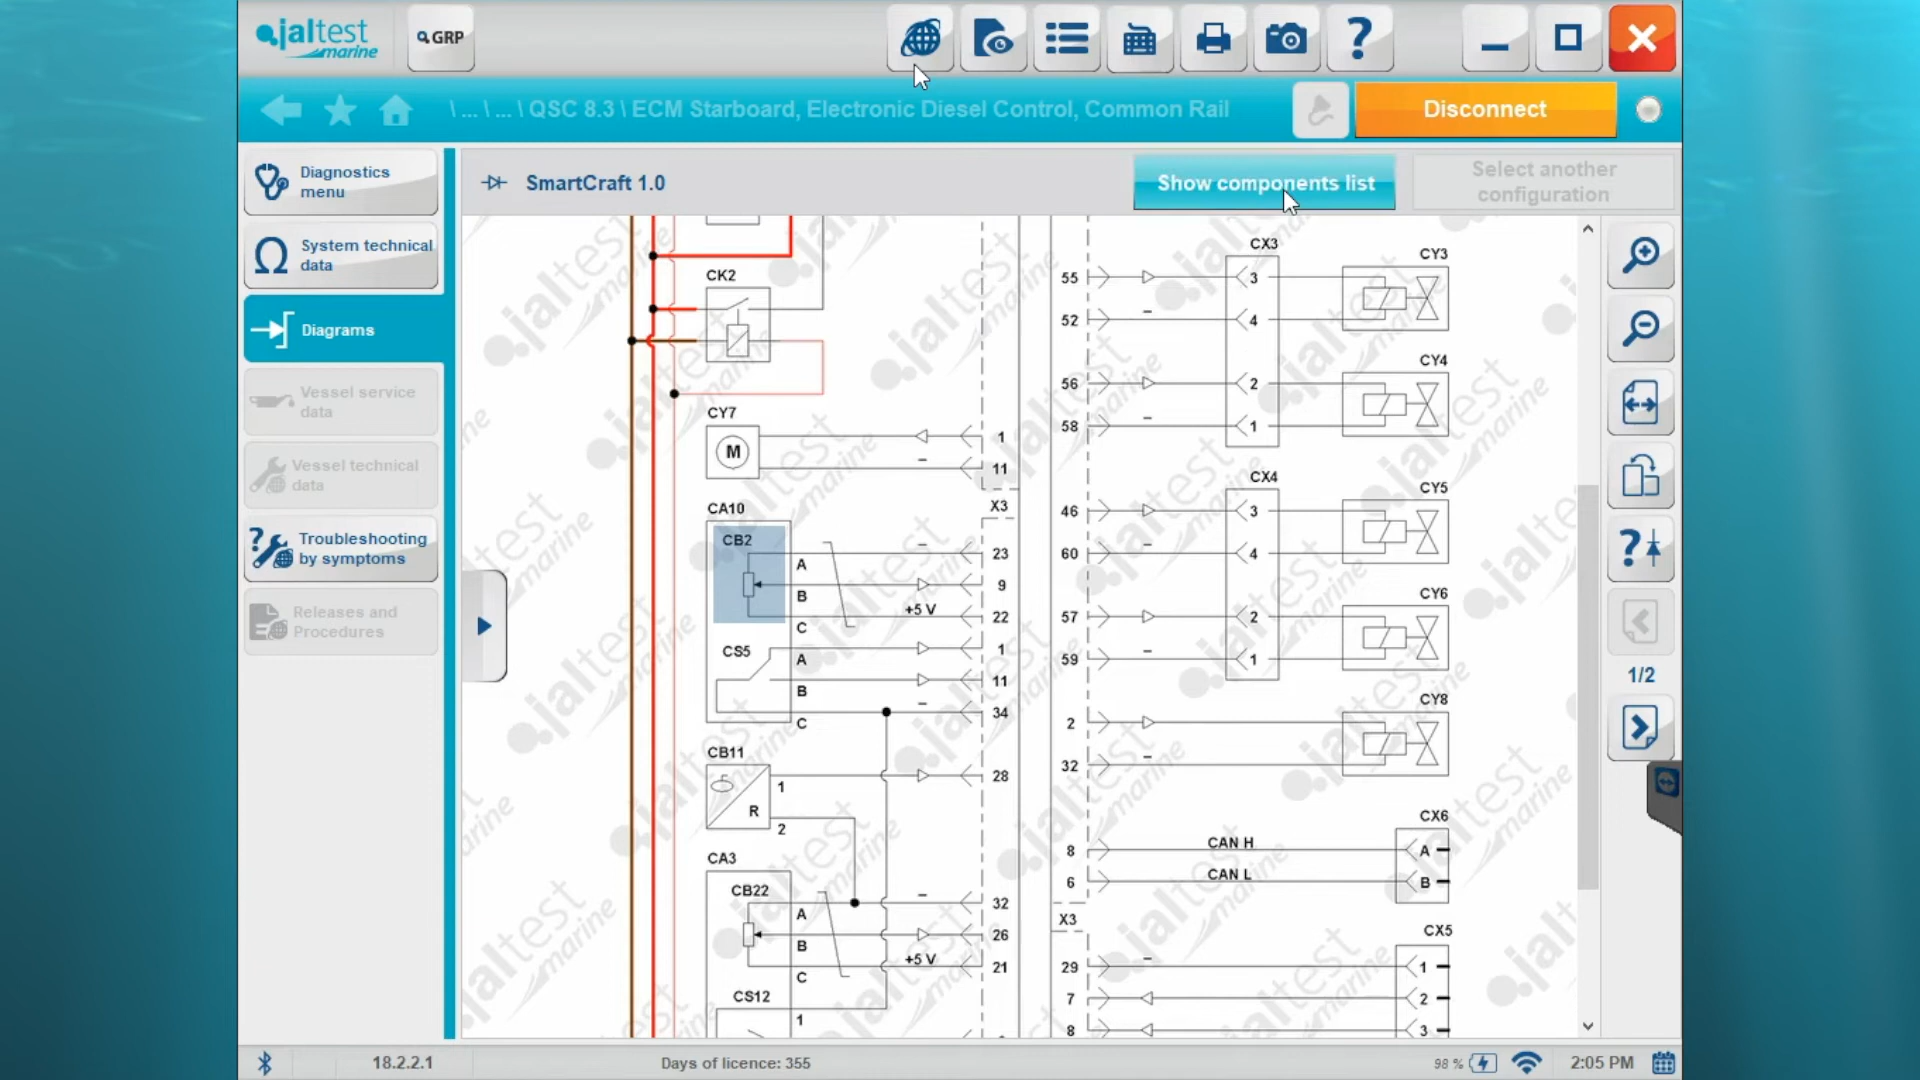 jaltest
marine
GRP
\ ... \ ... \ QSC 8.3 \ ECM Starboard, Electronic Diesel Control, Common Rail
Disconnect
Diagnostics
menu
System technical
data
Diagrams
Vessel service
data
Vessel technical
data
Troubleshooting
by symptoms
Releases and
Procedures
SmartCraft 1.0
Show components list
Select another
configuration
CK2
CY7
M
1
11
CA10
X3
CB2
A
B
C
+5 V
23
9
22
CS5
A
B
C
1
11
34
CB11
1
R
2
28
CA3
CB22
A
B
C
+5 V
32
26
21
CS12
1
55
52
56
58
CX3
3
4
2
1
CY3
CY4
46
60
57
59
CX4
3
4
2
1
CY5
CY6
2
32
CY8
8
6
CAN H
CAN L
CX6
A
B
X3
CX5
29
7
8
1
2
3
1/2
18.2.2.1
Days of licence: 355
98 %
2:05 PM